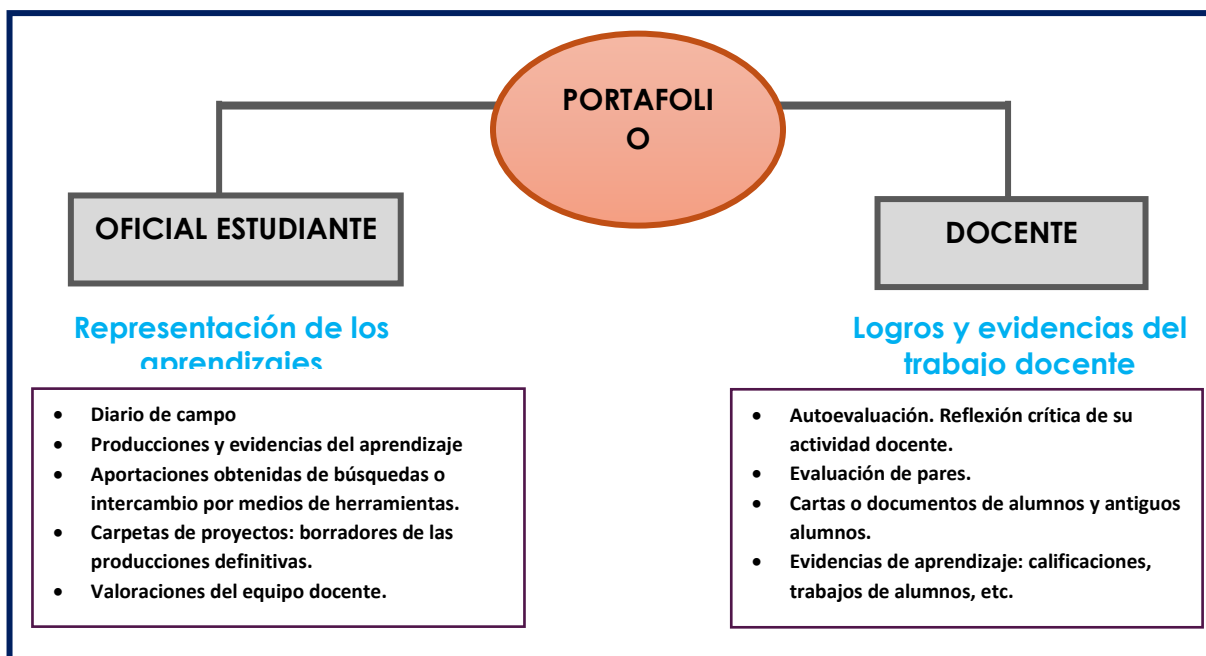 PORTAFOLI
O
OFICIAL ESTUDIANTE
DOCENTE
Representación de los
aprendizajes
Logros y evidencias del
trabajo docente
• Diario de campo
• Producciones y evidencias del aprendizaje
• Aportaciones obtenidas de búsquedas o
intercambio por medios de herramientas.
• Carpetas de proyectos: borradores de las
producciones definitivas.
• Valoraciones del equipo docente.
• Autoevaluación. Reflexión crítica de su
actividad docente.
• Evaluación de pares.
• Cartas o documentos de alumnos y antiguos
alumnos.
• Evidencias de aprendizaje: calificaciones,
trabajos de alumnos, etc.